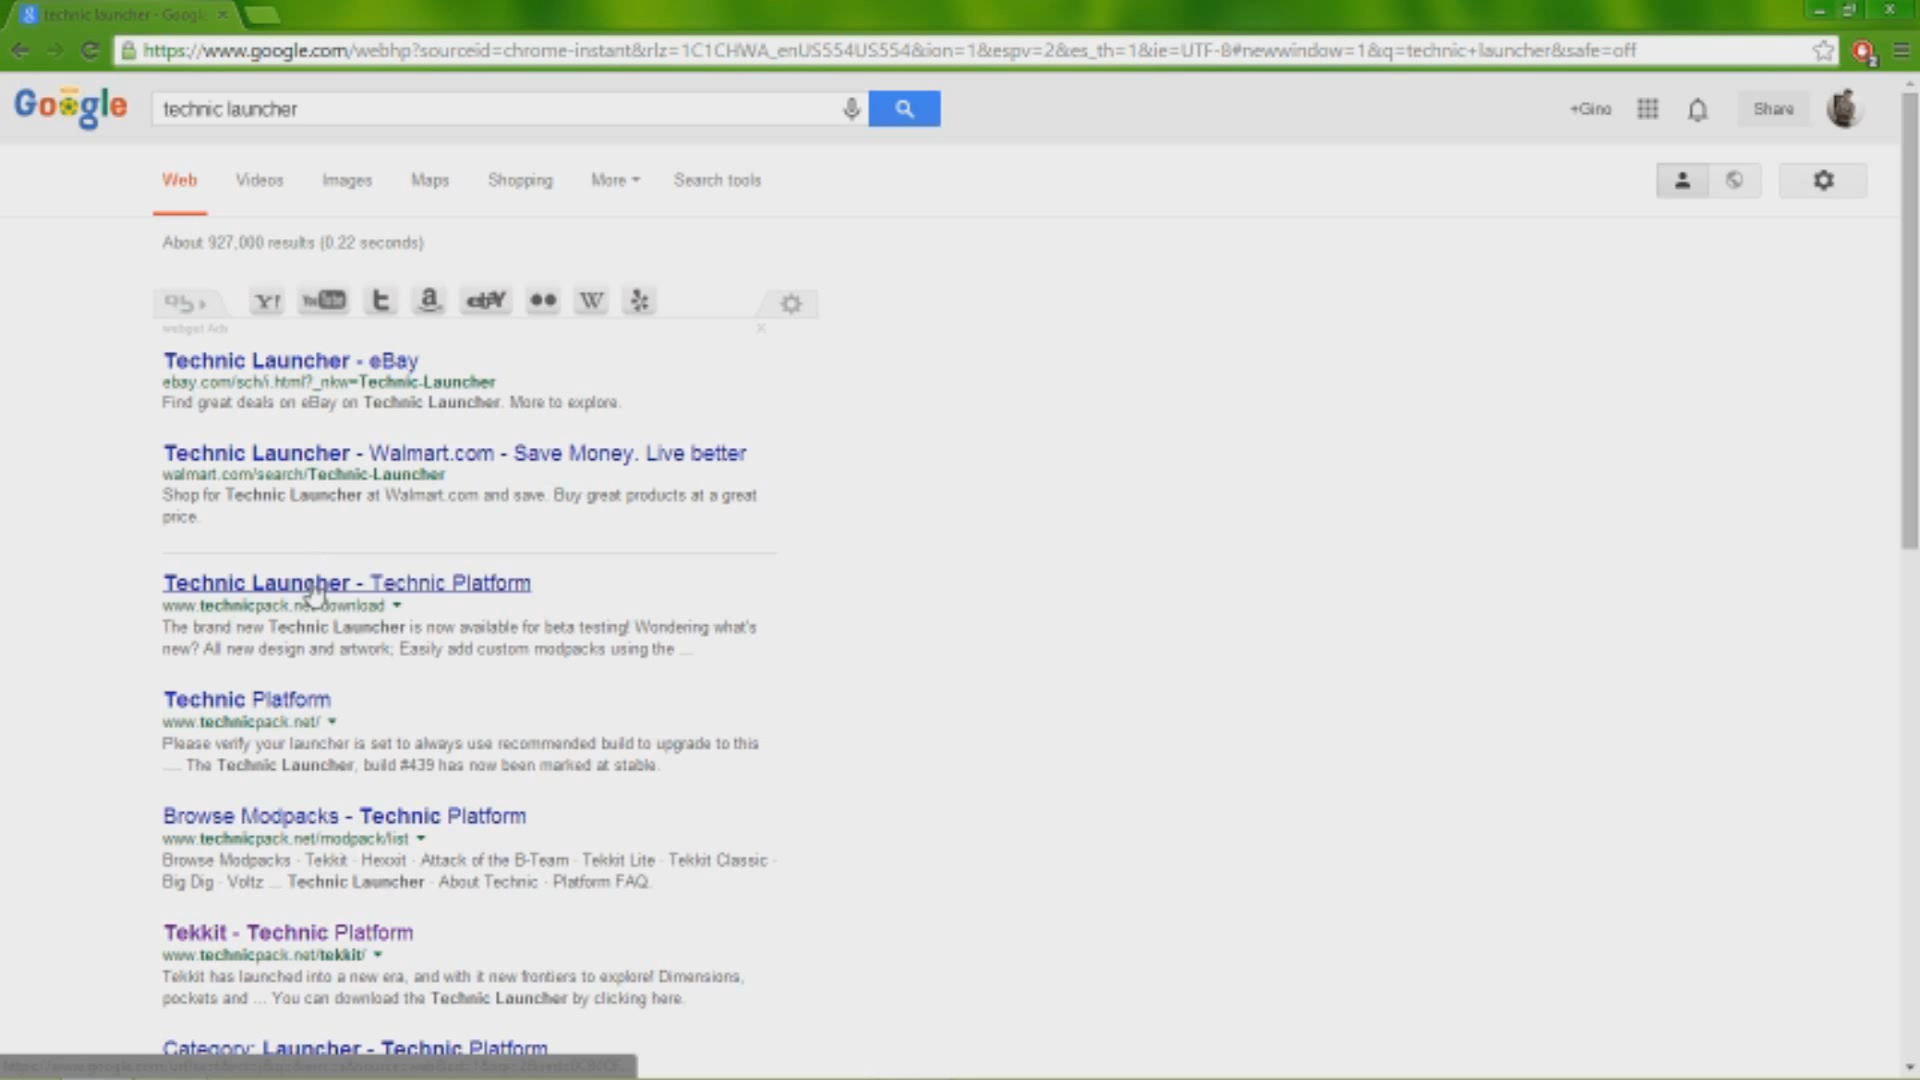 technic launcher - Google
https://www.google.com/webhp?sourceid=chrome-instant&rlz=1C1CHWA_enUS554US554&ion=1&espv=2&es_th=1&ie=UTF-8#newwindow=1&q=technic+launcher&safe=off
Google
technic launcher
+Gino
Share
Web
Videos
Images
Maps
Shopping
More
Search tools
About 927,000 results (0.22 seconds)
Y!
YouTube
t
a
ebY
W
webget Ads
x
Technic Launcher - eBay
ebay.com/sch/i.html?_nkw=Technic-Launcher
Find great deals on eBay on Technic Launcher. More to explore.
Technic Launcher - Walmart.com - Save Money. Live better
walmart.com/search/Technic-Launcher
Shop for Technic Launcher at Walmart.com and save. Buy great products at a great
price.
Technic Launcher - Technic Platform
www.technicpack.net/download
The brand new Technic Launcher is now available for beta testing! Wondering what's
new? All new design and artwork; Easily add custom modpacks using the ...
Technic Platform
www.technicpack.net/
Please verify your launcher is set to always use recommended build to upgrade to this
.... The Technic Launcher, build #439 has now been marked at stable.
Browse Modpacks - Technic Platform
www.technicpack.net/modpack/list
Browse Modpacks · Tekkit · Hexxit · Attack of the B-Team · Tekkit Lite · Tekkit Classic ·
Big Dig · Voltz ... Technic Launcher · About Technic · Platform FAQ.
Tekkit - Technic Platform
www.technicpack.net/tekkit/
Tekkit has launched into a new era, and with it new frontiers to explore! Dimensions,
pockets and ... You can download the Technic Launcher by clicking here.
Category: Launcher - Technic Platform